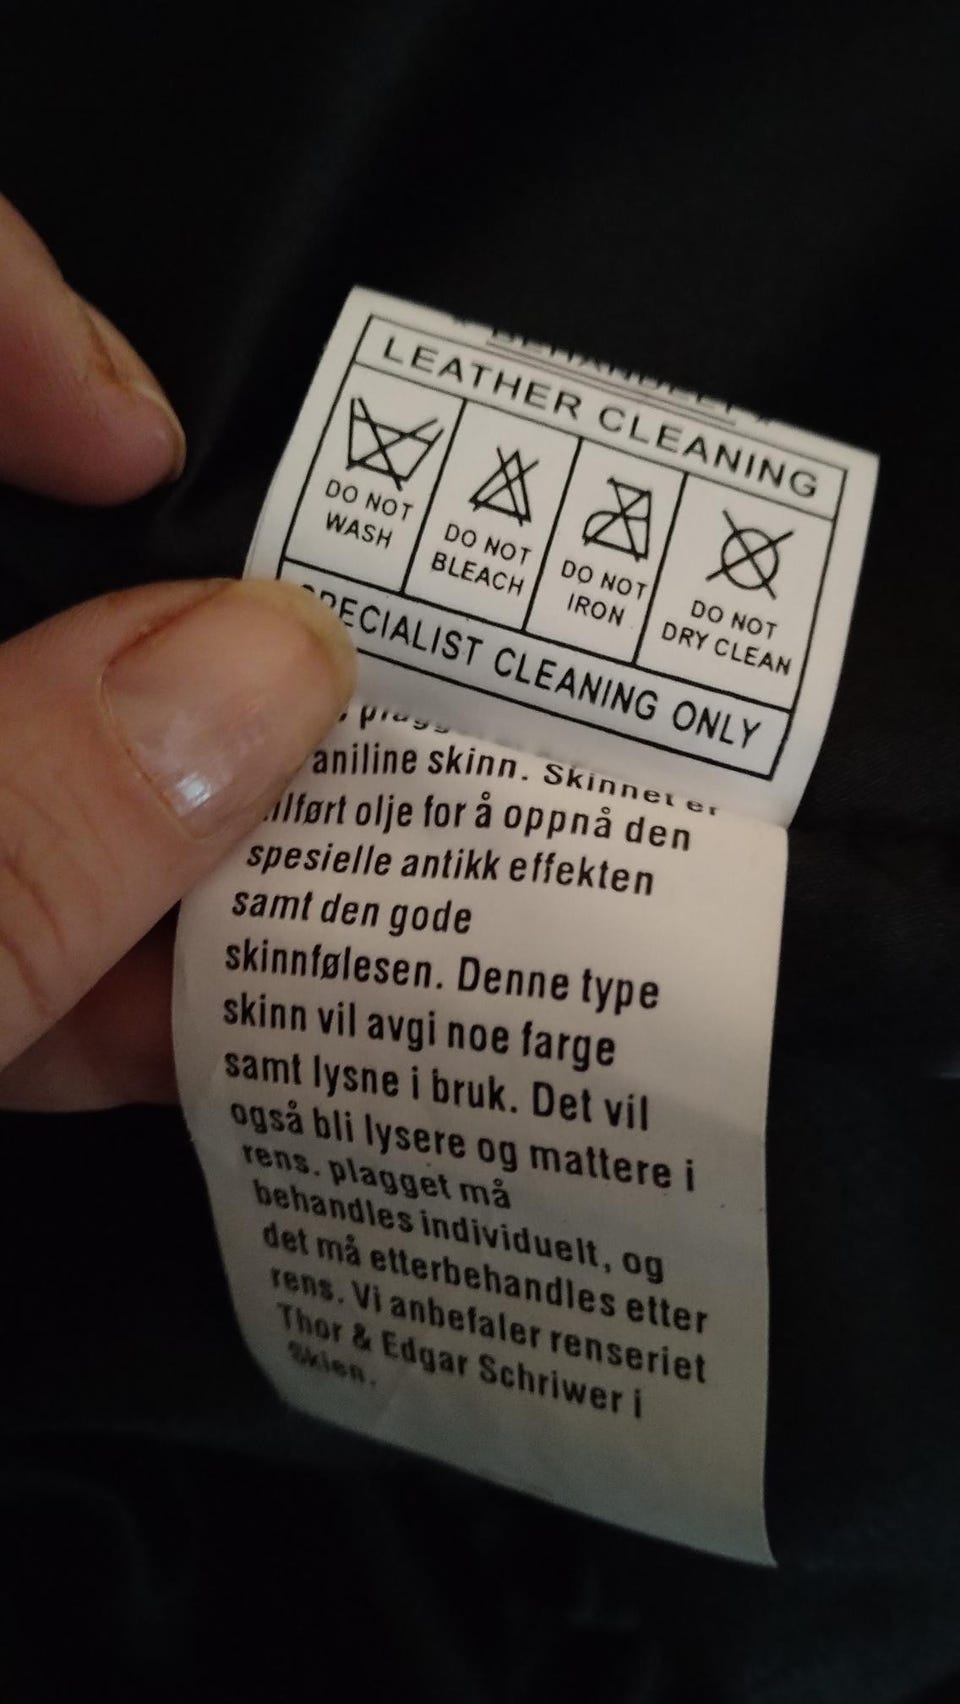 LEATHER CLEANING
DO NOT WASH
DO NOT BLEACH
DO NOT IRON
DO NOT DRY CLEAN
SPECIALIST CLEANING ONLY
aniline skinn. Skinnet er
tilført olje for å oppnå den
spesielle antikk effekten
samt den gode
skinnfølesen. Denne type
skinn vil avgi noe farge
samt lysne i bruk. Det vil
også bli lysere og mattere i
rens. plagget må
behandles individuelt, og
det må etterbehandles etter
rens. Vi anbefaler renseriet
Thor & Edgar Schriwer i
Skien.